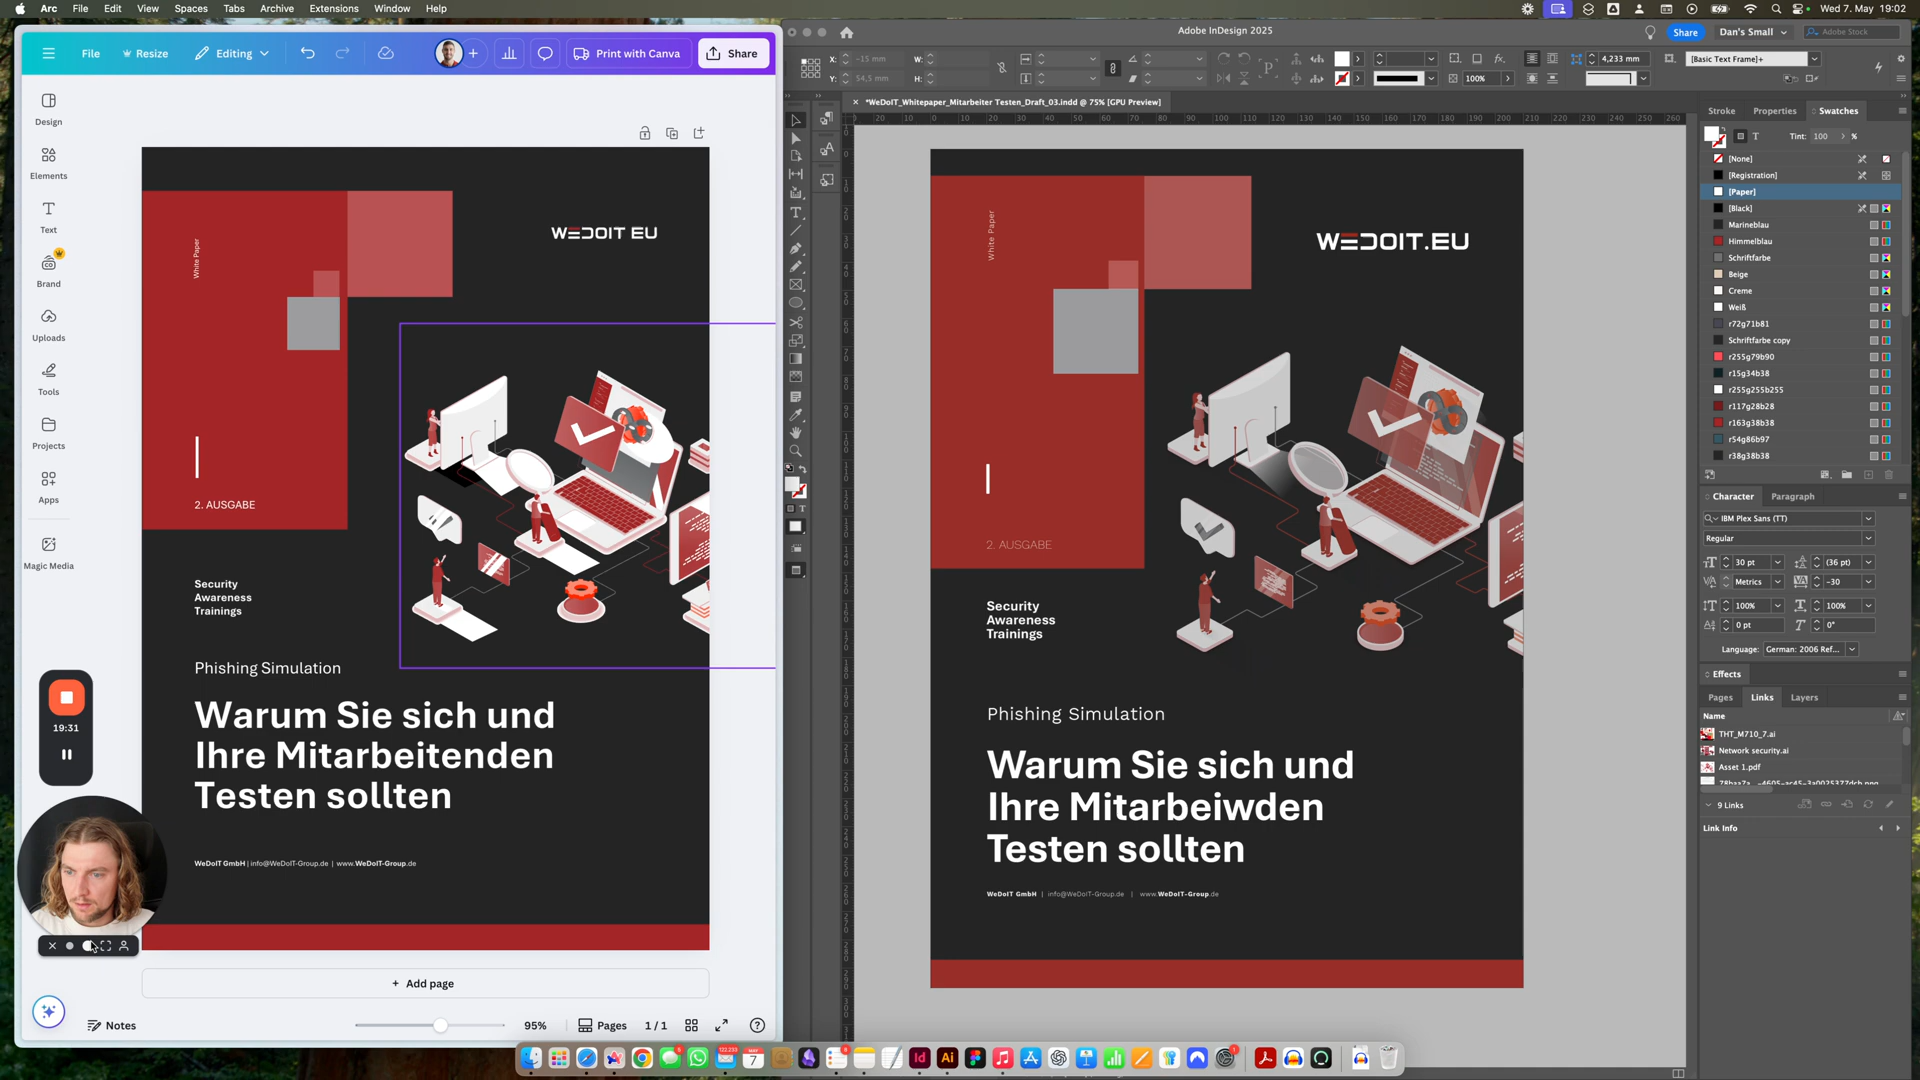 Arc File Edit View Spaces Tabs Archive Extensions Window Help
Wed 7. May 19:02
File Resize Editing
Print with Canva Share
Design
Elements
Text
Brand
Uploads
Tools
Projects
Apps
Magic Media
19:31
White Paper
WEDOIT EU
2. AUSGABE
Security
Awareness
Trainings
Phishing Simulation
Warum Sie sich und
Ihre Mitarbeitenden
Testen sollten
WeDoIT GmbH | info@WeDoIT-Group.de | www.WeDoIT-Group.de
+ Add page
Notes
95%
Pages 1 / 1
Adobe InDesign 2025
Share Dan's Small Adobe Stock
X: -15 mm W:
Y: 54,5 mm H:
100%
4,233 mm
[Basic Text Frame]+
*WeDoIT_Whitepaper_Mitarbeiter Testen_Draft_03.indd @ 75% [GPU Preview]
White Paper
WEDOIT.EU
2. AUSGABE
Security
Awareness
Trainings
Phishing Simulation
Warum Sie sich und
Ihre Mitarbeiwden
Testen sollten
WeDoIT GmbH | info@WeDoIT-Group.de | www.WeDoIT-Group.de
Stroke Properties Swatches
Tint: 100 %
[None]
[Registration]
[Paper]
[Black]
Marineblau
Himmelblau
Schriftfarbe
Beige
Creme
Weiß
r72g71b81
Schriftfarbe copy
r255g79b90
r15g34b38
r255g255b255
r117g28b28
r163g38b38
r54g86b97
r38g38b38
Character Paragraph
IBM Plex Sans (TT)
Regular
30 pt (36 pt)
Metrics -30
100% 100%
0 pt 0°
Language: German: 2006 Ref...
Effects
Pages Links Layers
Name
THT_M710_7.ai
Network security.ai
Asset 1.pdf
9 Links
Link Info